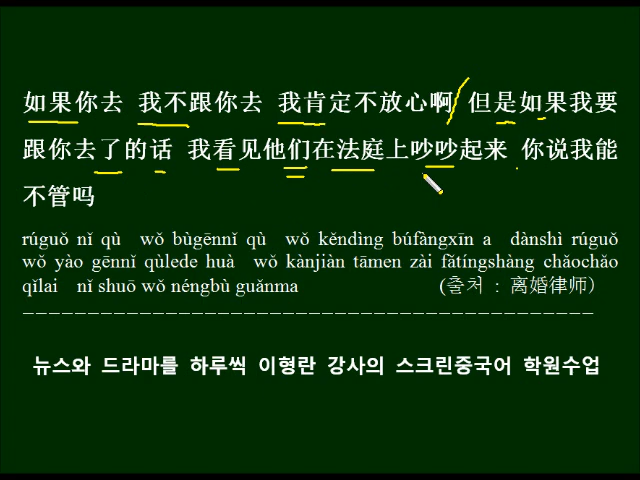 如果你去 我不跟你去 我肯定不放心啊 但是如果我要
跟你去了的话 我看见他们在法庭上吵吵起来 你说我能
不管吗
rúguǒ nǐ qù wǒ bùgēnnǐ qù wǒ kěndìng búfàngxīn a dànshì rúguǒ
wǒ yào gēnnǐ qùlede huà wǒ kànjiàn tāmen zài fǎtíngshàng chǎochǎo
qǐlai nǐ shuō wǒ néngbù guǎnma (출처 : 离婚律师)
뉴스와 드라마를 하루씩 이형란 강사의 스크린중국어 학원수업